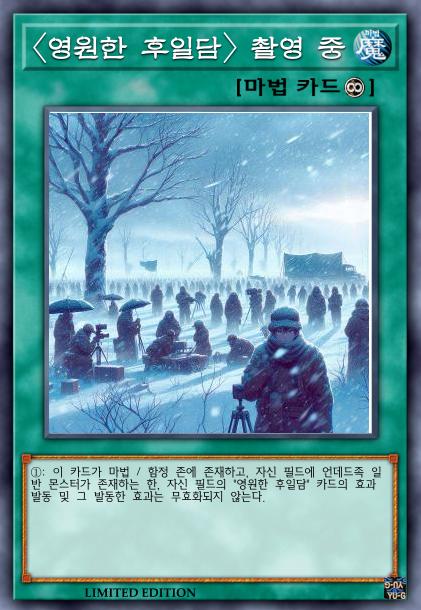 <영원한 후일담> 촬영 중
마법
魔
[마법 카드♾]
①: 이 카드가 마법 / 함정 존에 존재하고, 자신 필드에 언데드족 일
반 몬스터가 존재하는 한, 자신 필드의 "영원한 후일담" 카드의 효과
발동 및 그 발동한 효과는 무효화되지 않는다.
LIMITED EDITION
YU-G